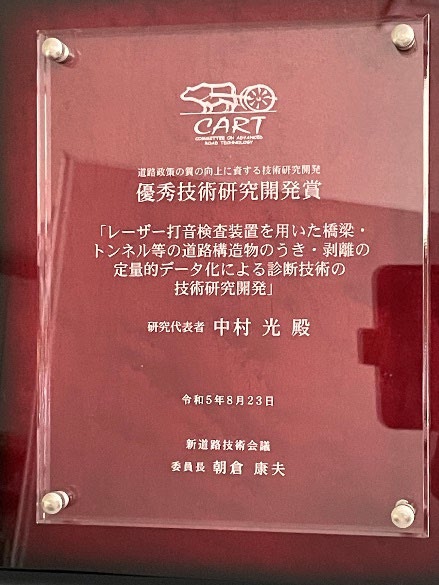 CART
COMMITTEE ON ADVANCED
ROAD TECHNOLOGY
道路政策の質の向上に資する技術研究開発
優秀技術研究開発賞
「レーザー打音検査装置を用いた橋梁・
トンネル等の道路構造物のうき・剥離の
定量的データ化による診断技術の
技術研究開発」
研究代表者 中村 光 殿
令和5年8月23日
新道路技術会議
委員長 朝倉 康夫